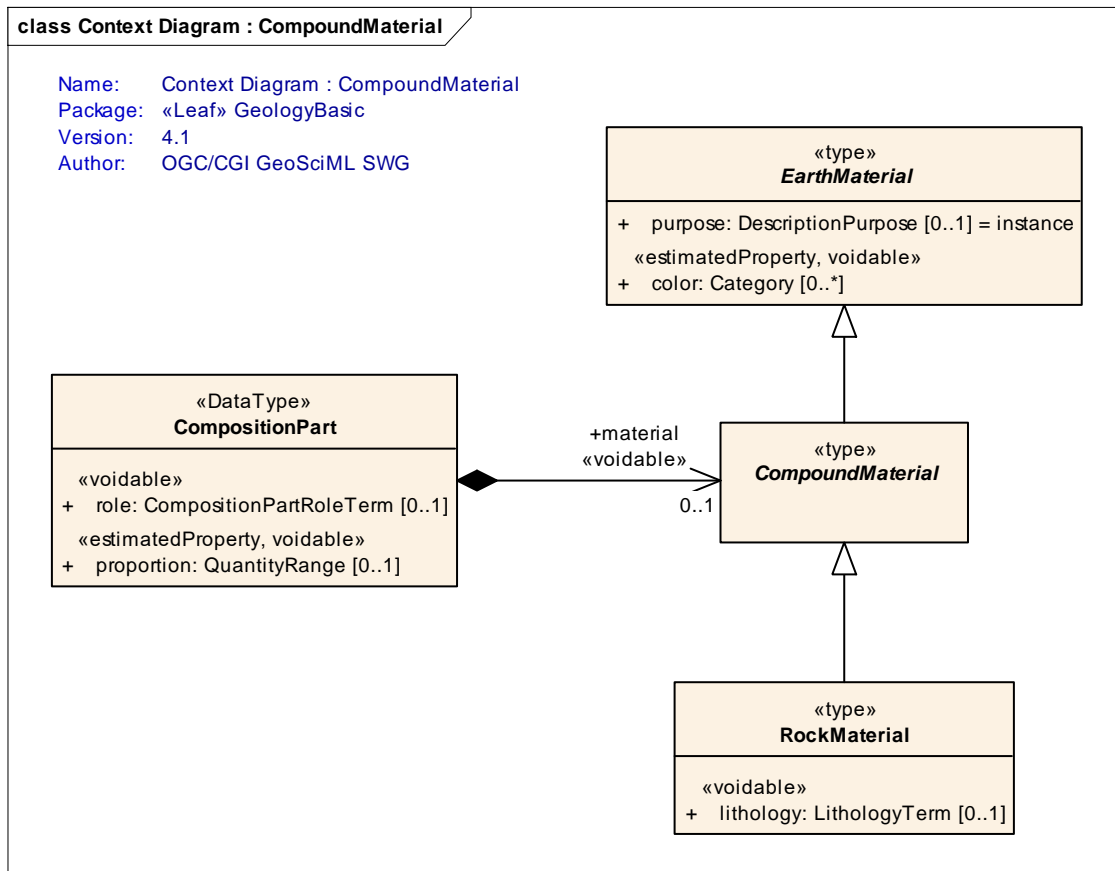 class Context Diagram : CompoundMaterial
Name: Context Diagram : CompoundMaterial
Package: «Leaf» GeologyBasic
Version: 4.1
Author: OGC/CGI GeoSciML SWG
«type»
EarthMaterial
+ purpose: DescriptionPurpose [0..1] = instance
«estimatedProperty, voidable»
+ color: Category [0..*]
«DataType»
CompositionPart
«voidable»
+ role: CompositionPartRoleTerm [0..1]
«estimatedProperty, voidable»
+ proportion: QuantityRange [0..1]
+material
«voidable»
0..1
«type»
CompoundMaterial
«type»
RockMaterial
«voidable»
+ lithology: LithologyTerm [0..1]